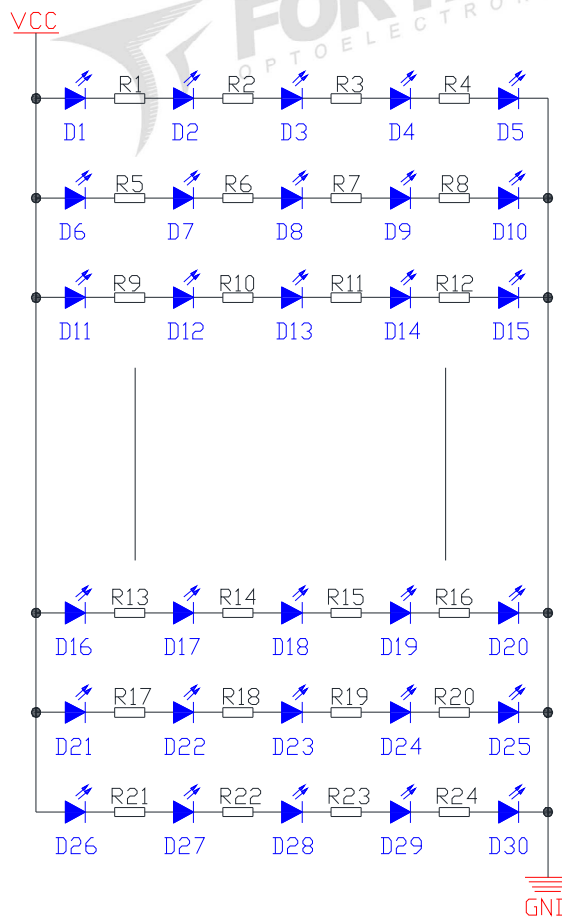 VCC
OPTOELECTRON
R1 R2 R3 R4
D1 D2 D3 D4 D5
R5 R6 R7 R8
D6 D7 D8 D9 D10
R9 R10 R11 R12
D11 D12 D13 D14 D15
R13 R14 R15 R16
D16 D17 D18 D19 D20
R17 R18 R19 R20
D21 D22 D23 D24 D25
R21 R22 R23 R24
D26 D27 D28 D29 D30